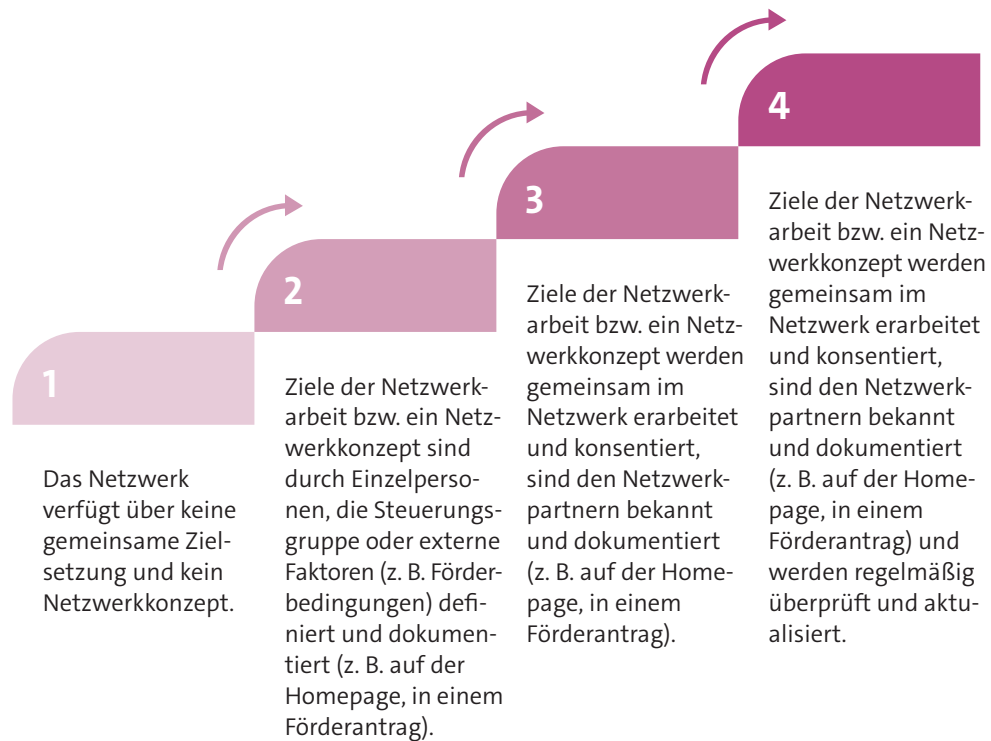 1
Das Netzwerk
verfügt über keine
gemeinsame Ziel-
setzung und kein
Netzwerkkonzept.
2
Ziele der Netzwerk-
arbeit bzw. ein Netz-
werkkonzept sind
durch Einzelperso-
nen, die Steuerungs-
gruppe oder externe
Faktoren (z. B. Förder-
bedingungen) defi-
niert und dokumen-
tiert (z. B. auf der
Homepage, in einem
Förderantrag).
3
Ziele der Netzwerk-
arbeit bzw. ein Netz-
werkkonzept werden
gemeinsam im
Netzwerk erarbeitet
und konsentiert,
sind den Netzwerk-
partnern bekannt
und dokumentiert
(z. B. auf der Home-
page, in einem
Förderantrag).
4
Ziele der Netzwerk-
arbeit bzw. ein Netz-
werkkonzept werden
gemeinsam im
Netzwerk erarbeitet
und konsentiert,
sind den Netzwerk-
partnern bekannt
und dokumentiert
(z. B. auf der Home-
page, in einem
Förderantrag) und
werden regelmäßig
überprüft und aktu-
alisiert.